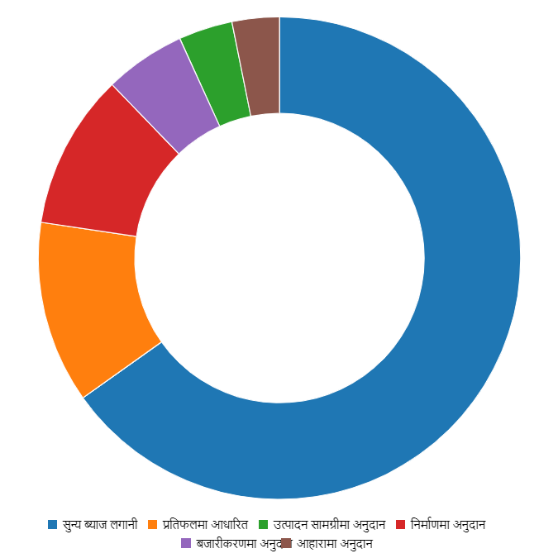 सुन्य ब्याज लगानी प्रतिफलमा आधारित उत्पादन सामग्रीमा अनुदान निर्माणमा अनुदान
बजारीकरणमा आहारामा अनुदान